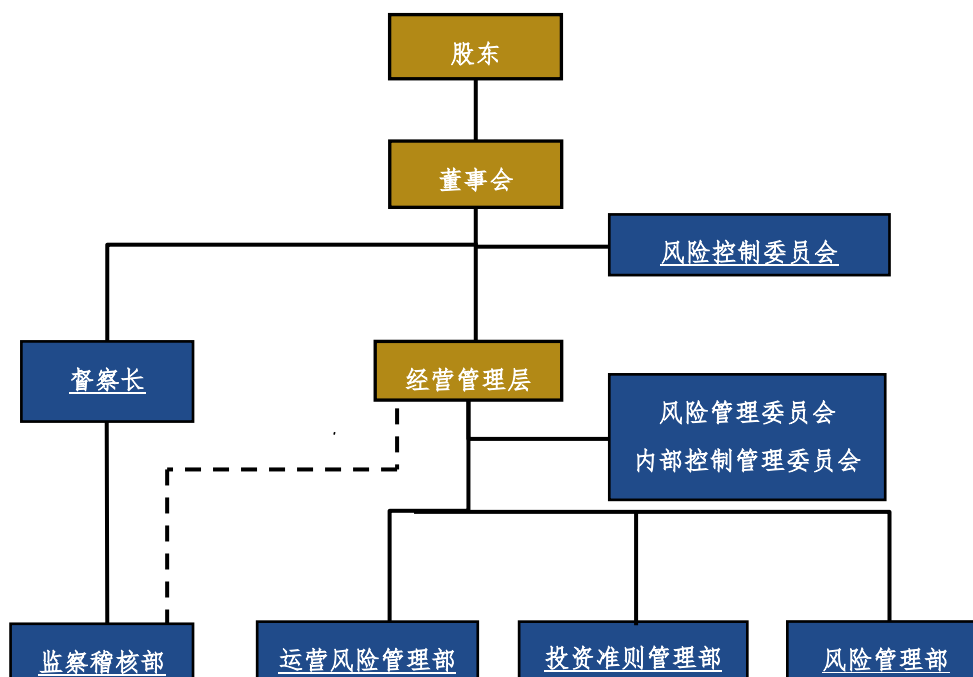 股东
董事会
风险控制委员会
督察长
经营管理层
风险管理委员会
内部控制管理委员会
监察稽核部
运营风险管理部
投资准则管理部
风险管理部